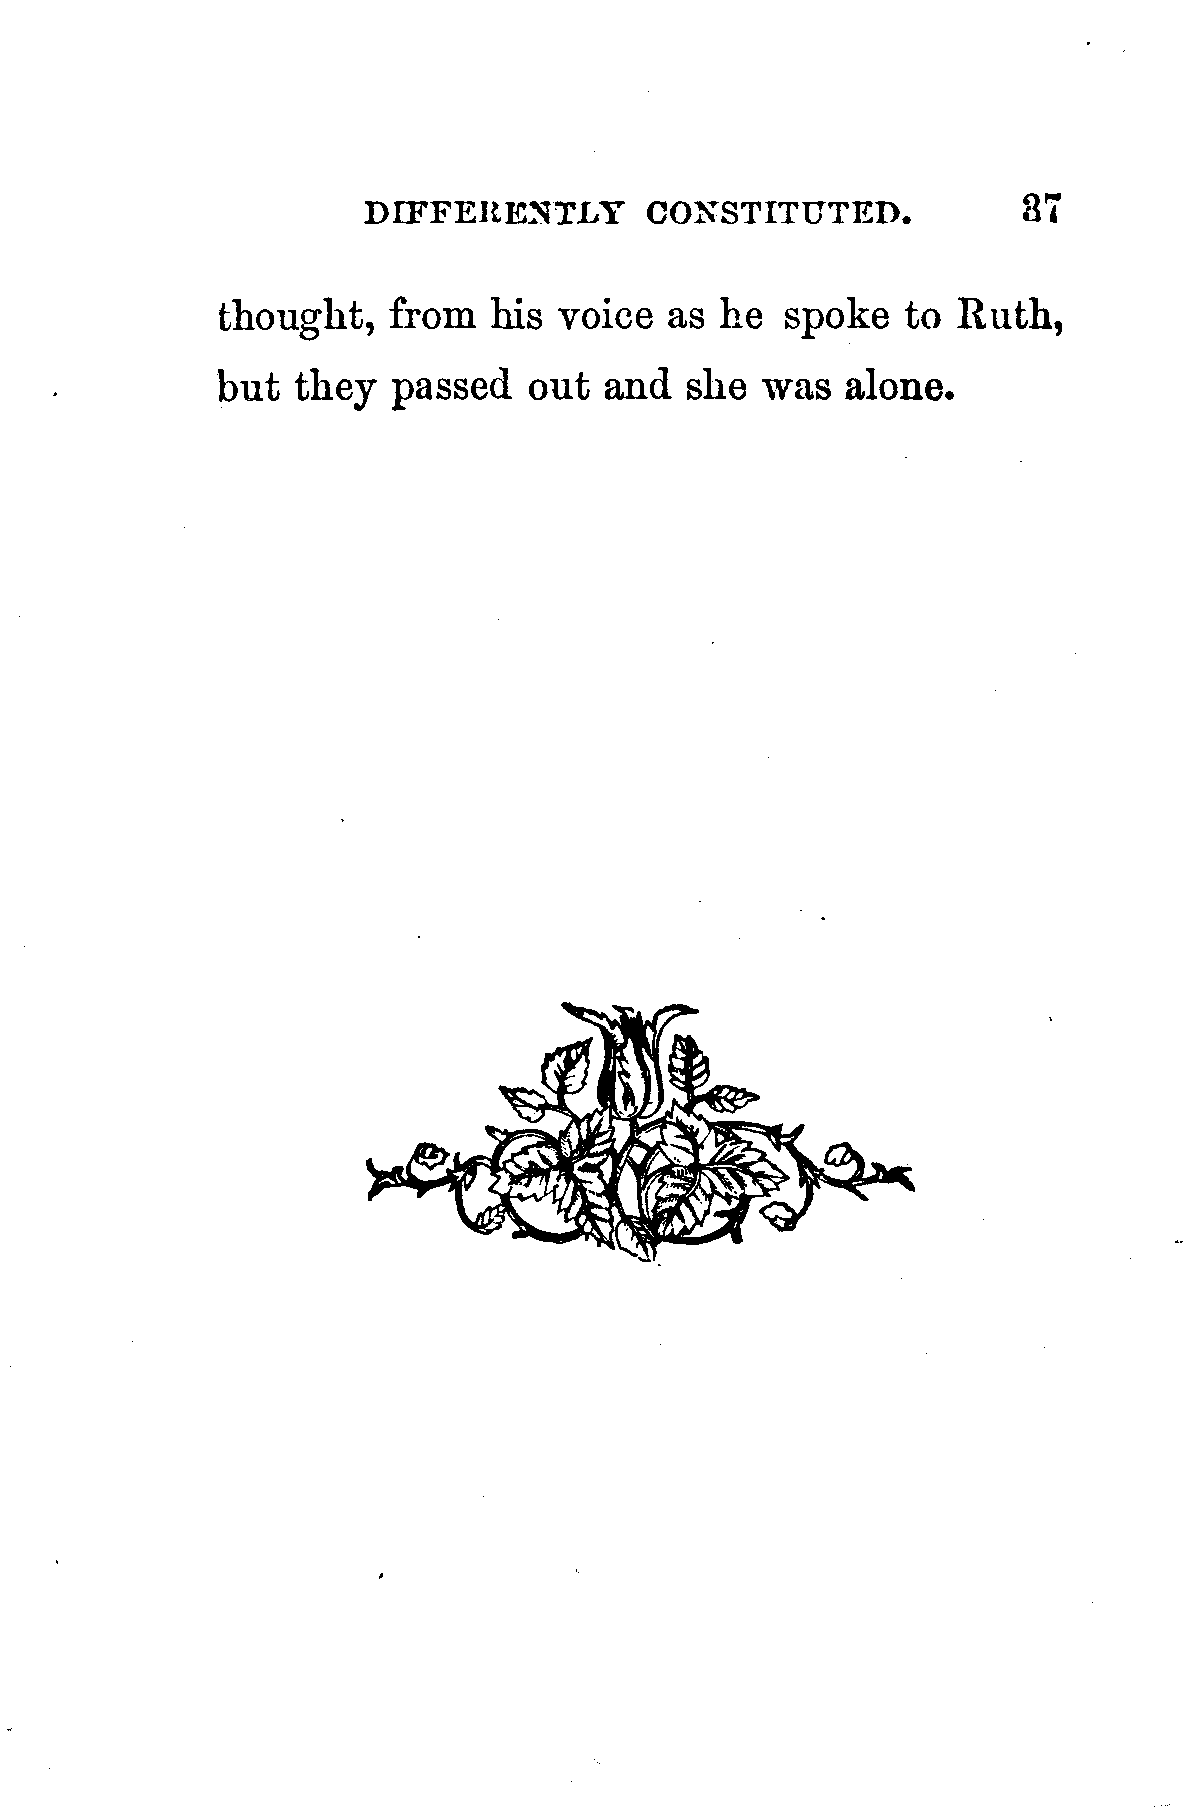 DIFFERENTLY CONSTITUTED. 37
thought, from his voice as he spoke to Ruth,
but they passed out and she was alone.